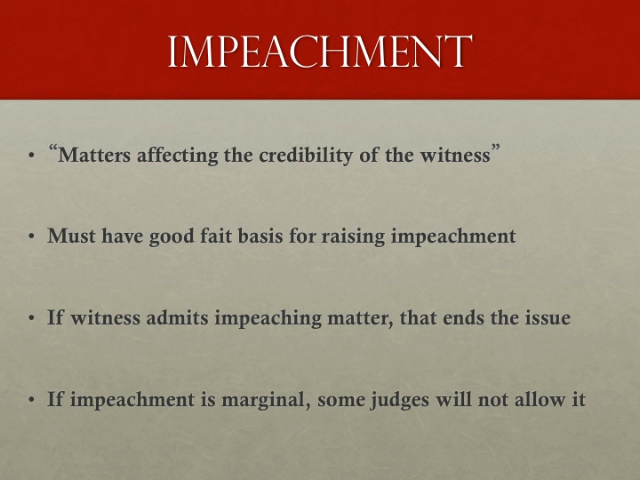 IMPEACHMENT
• “Matters affecting the credibility of the witness”
• Must have good fait basis for raising impeachment
• If witness admits impeaching matter, that ends the issue
• If impeachment is marginal, some judges will not allow it